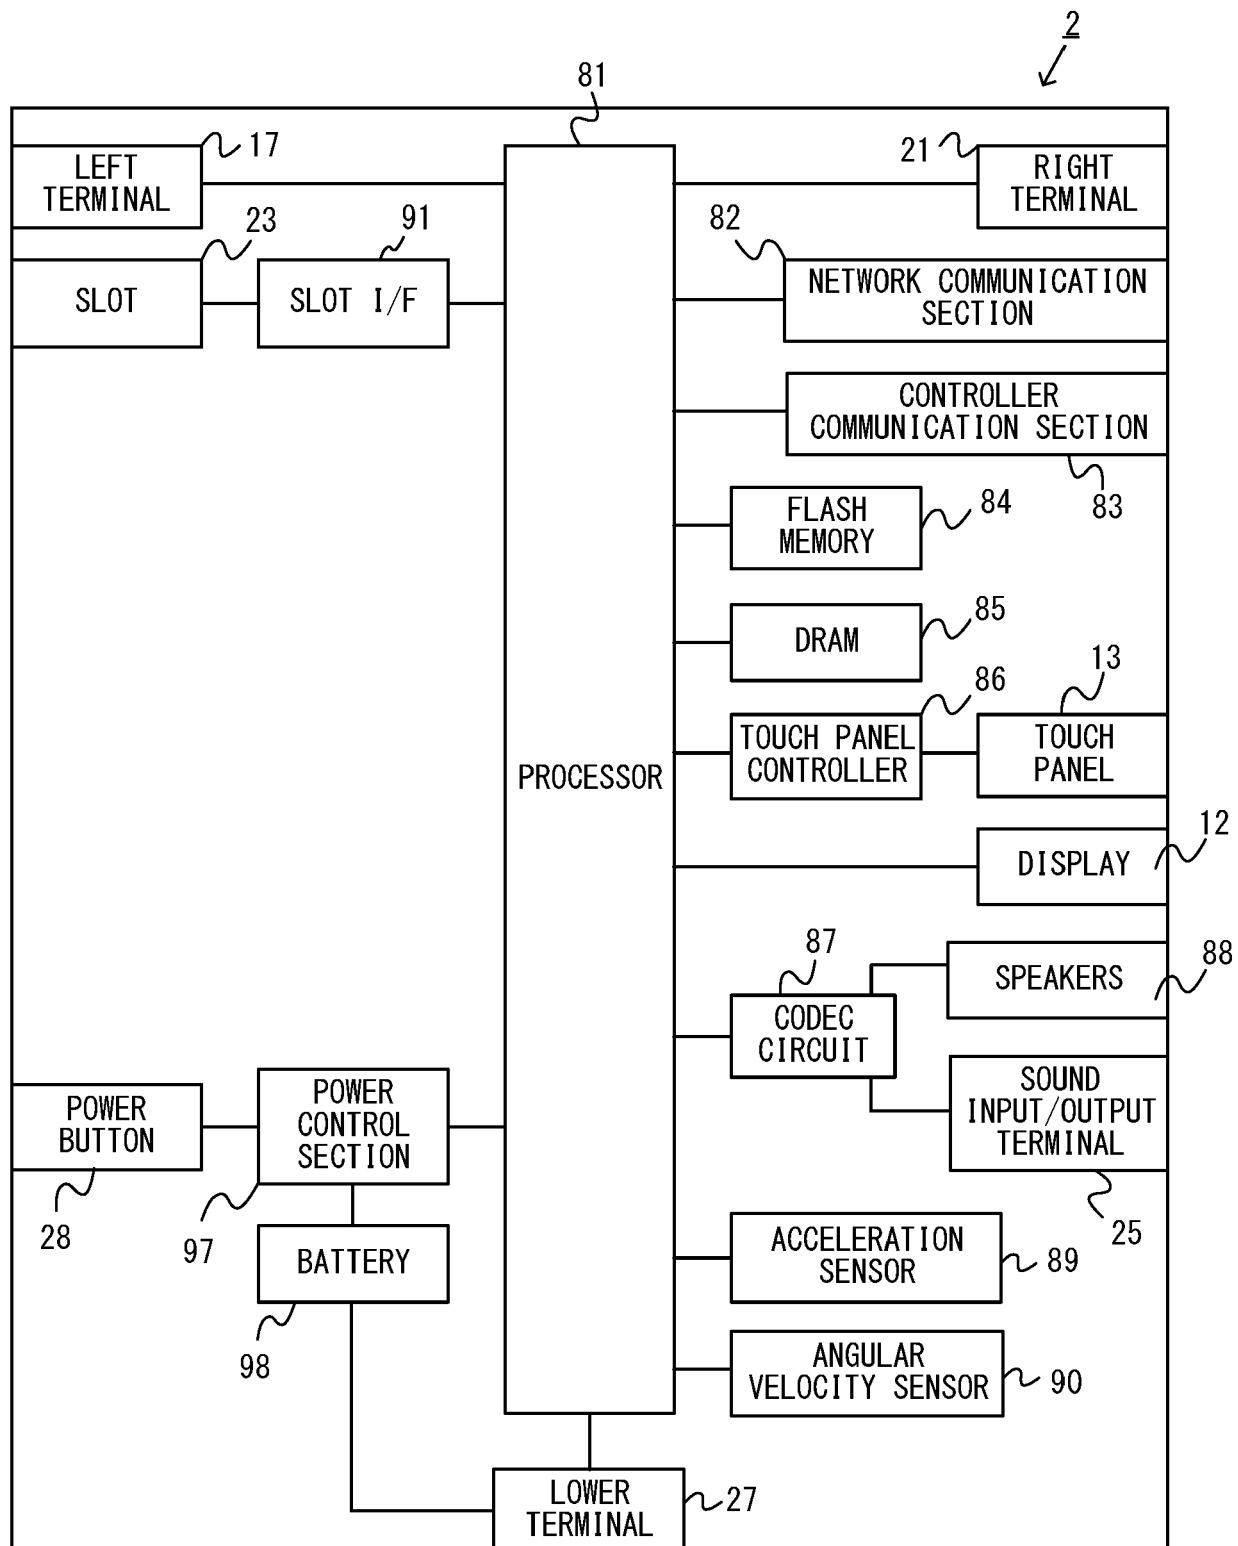 2
81
17
21
LEFT
TERMINAL
RIGHT
TERMINAL
23
91
82
SLOT
SLOT I/F
NETWORK COMMUNICATION
SECTION
CONTROLLER
COMMUNICATION SECTION
83
FLASH
MEMORY
84
DRAM
85
86
13
TOUCH PANEL
CONTROLLER
TOUCH
PANEL
PROCESSOR
12
DISPLAY
87
88
SPEAKERS
CODEC
CIRCUIT
SOUND
INPUT/OUTPUT
TERMINAL
25
POWER
BUTTON
28
POWER
CONTROL
SECTION
97
BATTERY
98
ACCELERATION
SENSOR
89
ANGULAR
VELOCITY SENSOR
90
LOWER
TERMINAL
27